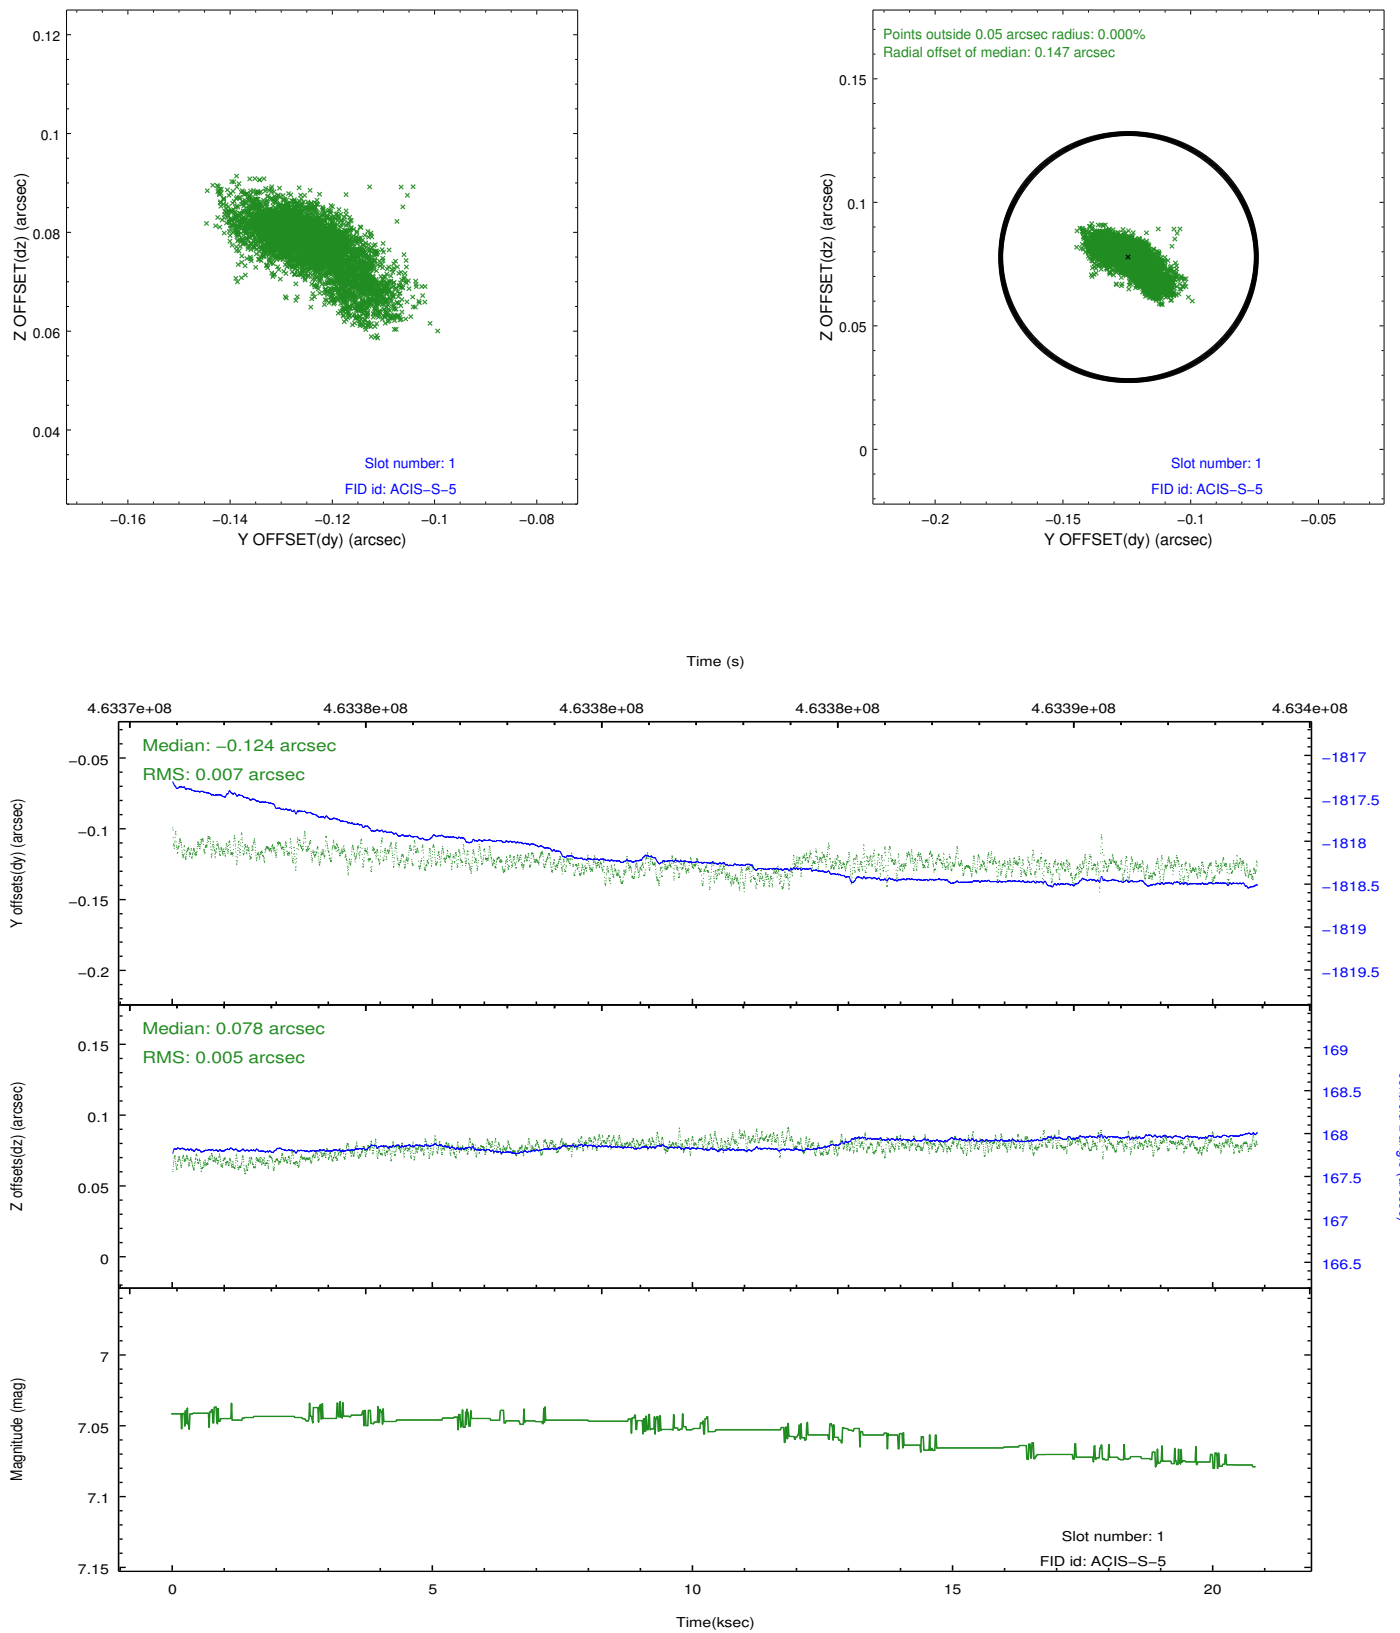 0.12
0.1
0.08
0.06
0.04
Z OFFSET(dz) (arcsec)
Slot number: 1
FID id: ACIS−S−5
−0.16
−0.14
−0.12
−0.1
−0.08
Y OFFSET(dy) (arcsec)
Points outside 0.05 arcsec radius: 0.000%
Radial offset of median: 0.147 arcsec
0.15
0.1
0.05
0
Z OFFSET(dz) (arcsec)
Slot number: 1
FID id: ACIS−S−5
−0.2
−0.15
−0.1
−0.05
Y OFFSET(dy) (arcsec)
Time (s)
4.6337e+08
4.6338e+08
4.6338e+08
4.6338e+08
4.6339e+08
4.634e+08
Median: −0.124 arcsec
RMS: 0.007 arcsec
−0.05
−0.1
−0.15
−0.2
Y offsets(dy) (arcsec)
−1817
−1817.5
−1818
−1818.5
−1819
−1819.5
Median: 0.078 arcsec
RMS: 0.005 arcsec
0.15
0.1
0.05
0
Z offsets(dz) (arcsec)
169
168.5
168
167.5
167
166.5
7
7.05
7.1
7.15
Magnitude (mag)
Slot number: 1
FID id: ACIS−S−5
0
5
10
15
20
Time(ksec)